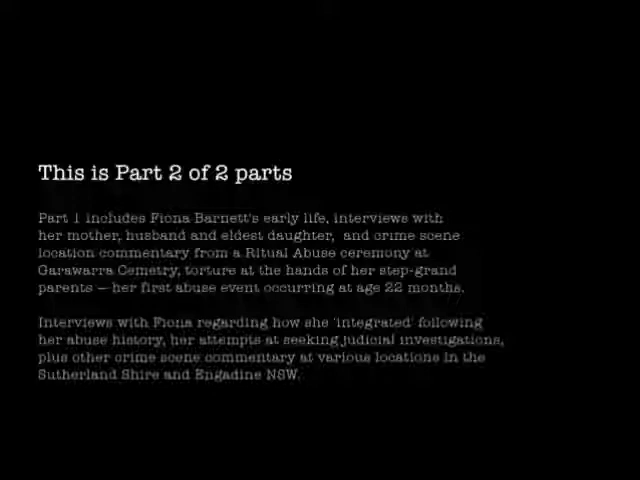 This is Part 2 of 2 parts
Part 1 includes Fiona Barnett's early life, interviews with
her mother, husband and eldest daughter, and crime scene
location commentary from a Ritual Abuse ceremony at
Garawarra Cemetry, torture at the hands of her step-grand
parents — her first abuse event occurring at age 22 months.
Interviews with Fiona regarding how she 'integrated' following
her abuse history, her attempts at seeking judicial investigations,
plus other crime scene commentary at various locations in the
Sutherland Shire and Engadine NSW.